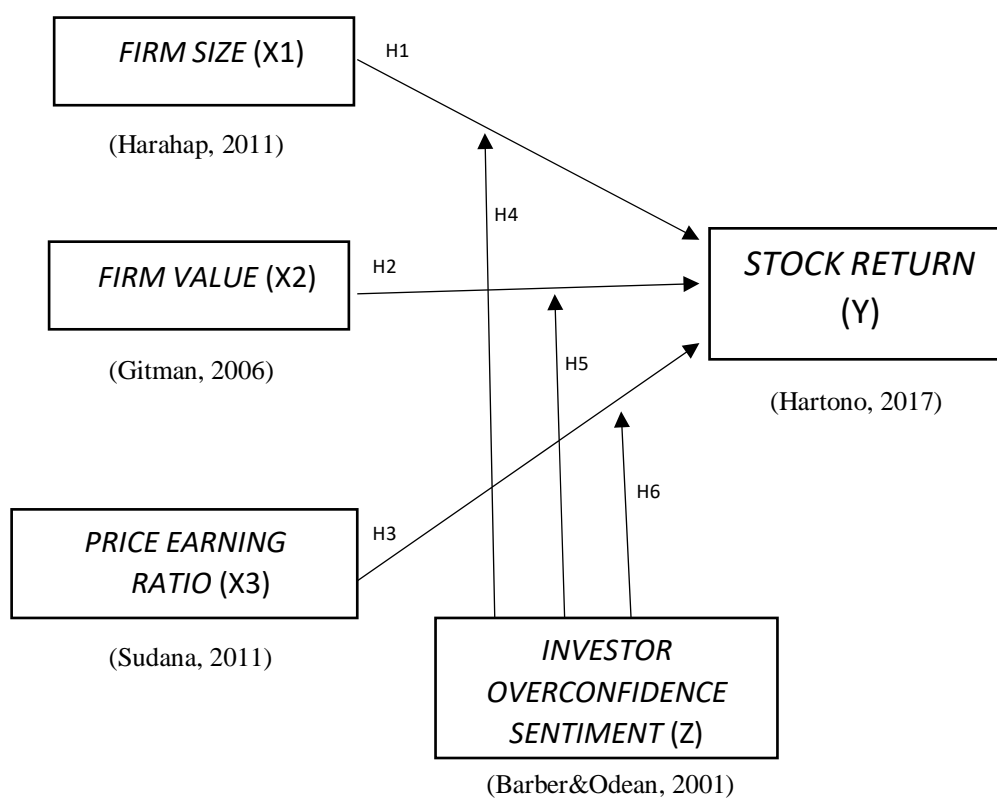 FIRM SIZE (X1)
H1
(Harahap, 2011)
H4
FIRM VALUE (X2)
H2
STOCK RETURN
(Y)
(Gitman, 2006)
H5
(Hartono, 2017)
H6
PRICE EARNING
RATIO (X3)
H3
(Sudana, 2011)
INVESTOR
OVERCONFIDENCE
SENTIMENT (Z)
(Barber&Odean, 2001)